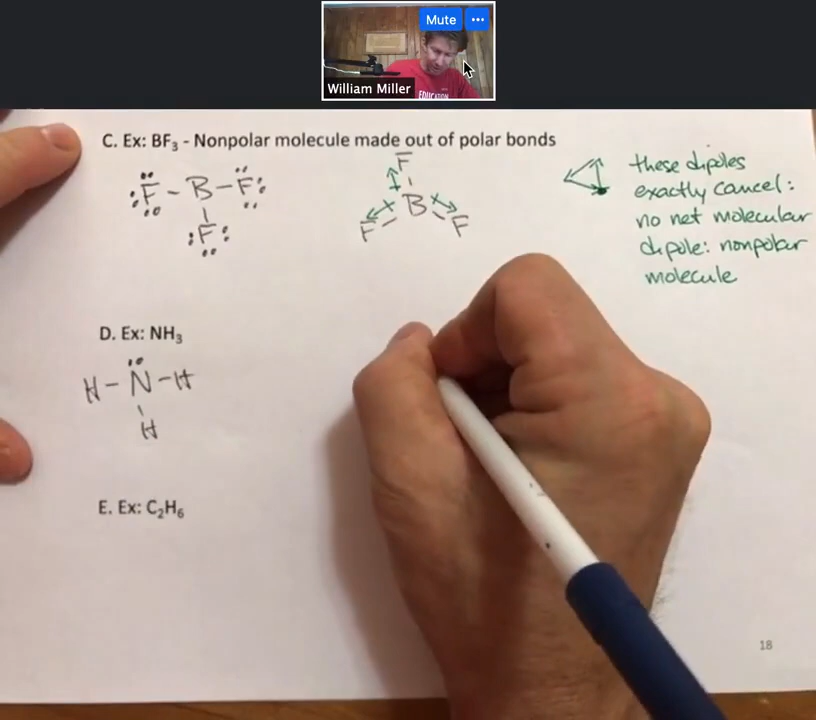 Mute
William Miller
EDUCATION
C. Ex: BF₃ - Nonpolar molecule made out of polar bonds
:F - B - F:
F:
F
B
F F
these dipoles
exactly cancel:
no net molecular
dipole: nonpolar
molecule
D. Ex: NH₃
H - N - H
H
E. Ex: C₂H₆
18